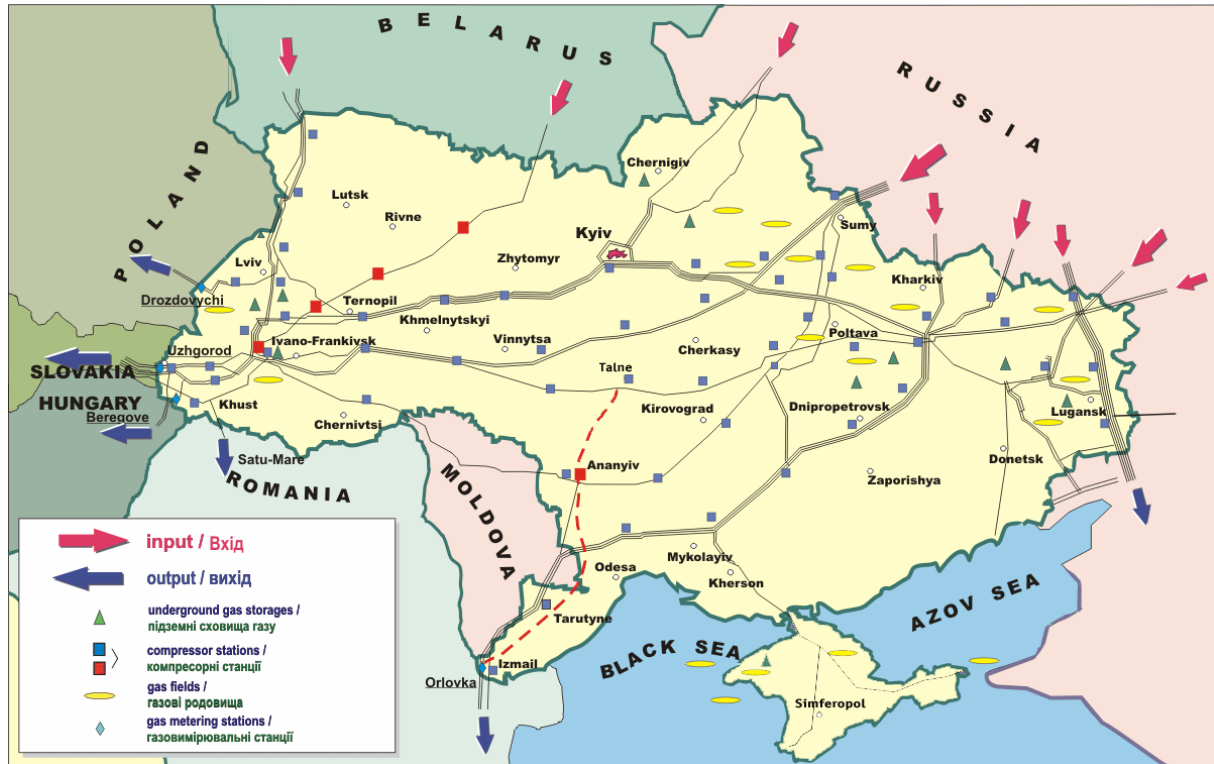 BELARUS
RUSSIA
POLAND
Chernigiv
Lutsk
Rivne
Sumy
Kyiv
Zhytomyr
Lviv
Kharkiv
Drozdovychi
Ternopil
Khmelnytskyi
Poltava
Uzhgorod
Ivano-Frankivsk
Vinnytsa
Cherkasy
SLOVAKIA
Talne
HUNGARY
Khust
Beregove
Chernivtsi
Kirovograd
Dnipropetrovsk
Lugansk
Satu-Mare
Ananyiv
Donetsk
ROMANIA
MOLDOVA
Zaporishya
Mykolayiv
Odesa
Kherson
Tarutyne
AZOV SEA
BLACK SEA
Izmail
Orlovka
Simferopol
input / Вхід
output / вихід
underground gas storages /
підземні сховища газу
compressor stations /
компресорні станції
gas fields /
газові родовища
gas metering stations /
газовимірювальні станції